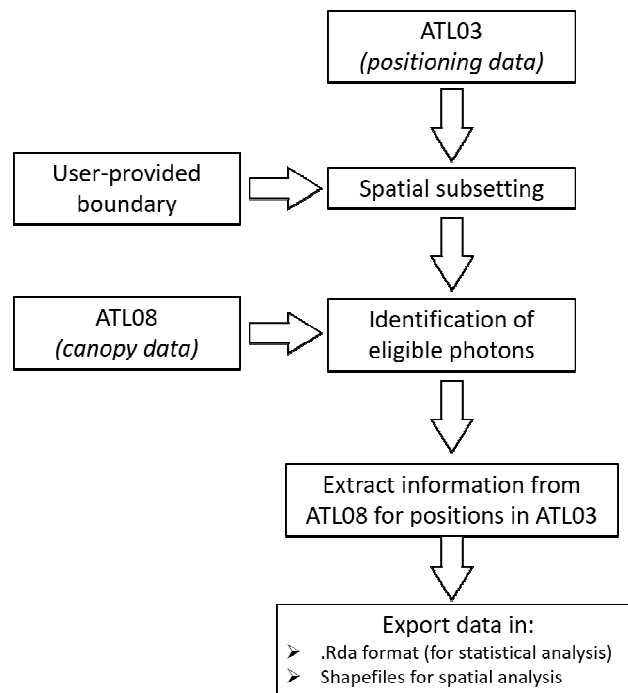 ATL03
(positioning data)
User-provided
boundary
Spatial subsetting
ATL08
(canopy data)
Identification of
eligible photons
Extract information from
ATL08 for positions in ATL03
Export data in:
➤ .Rda format (for statistical analysis)
➤ Shapefiles for spatial analysis